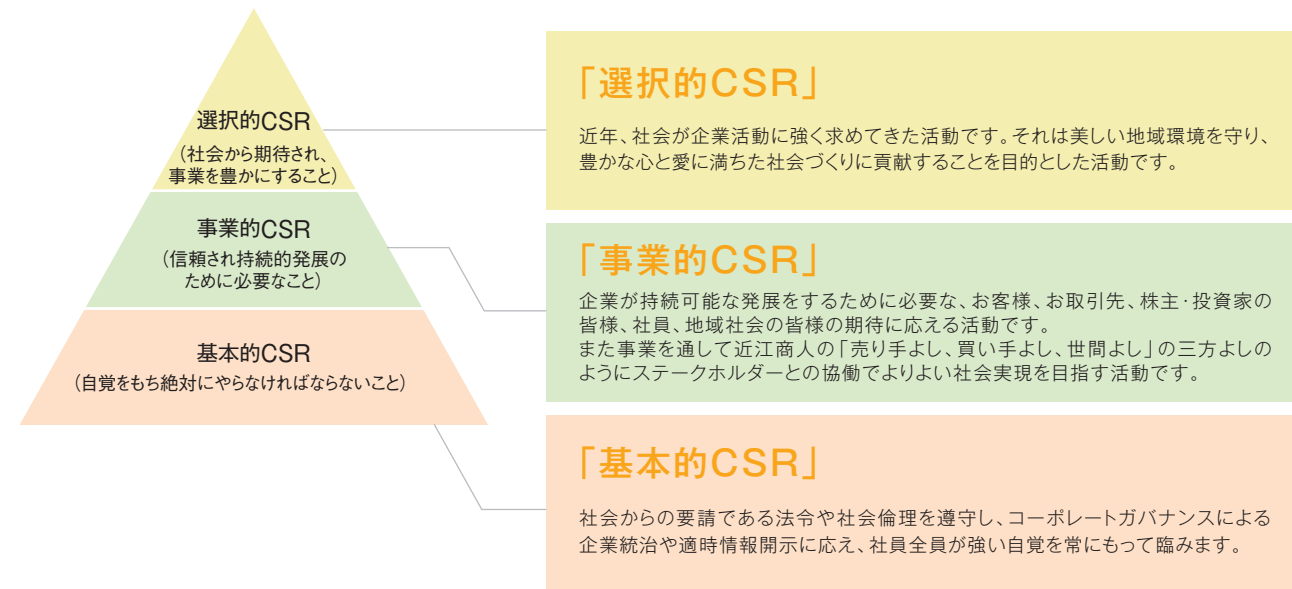 選択的CSR
(社会から期待され、
事業を豊かにすること)
事業的CSR
(信頼され持続的発展の
ために必要なこと)
基本的CSR
(自覚をもち絶対にやらなければならないこと)
「選択的CSR」
近年、社会が企業活動に強く求めてきた活動です。それは美しい地域環境を守り、
豊かな心と愛に満ちた社会づくりに貢献することを目的とした活動です。
「事業的CSR」
企業が持続可能な発展をするために必要な、お客様、お取引先、株主・投資家の
皆様、社員、地域社会の皆様の期待に応える活動です。
また事業を通して近江商人の「売り手よし、買い手よし、世間よし」の三方よしの
ようにステークホルダーとの協働でよりよい社会実現を目指す活動です。
「基本的CSR」
社会からの要請である法令や社会倫理を遵守し、コーポレートガバナンスによる
企業統治や適時情報開示に応え、社員全員が強い自覚を常にもって臨みます。